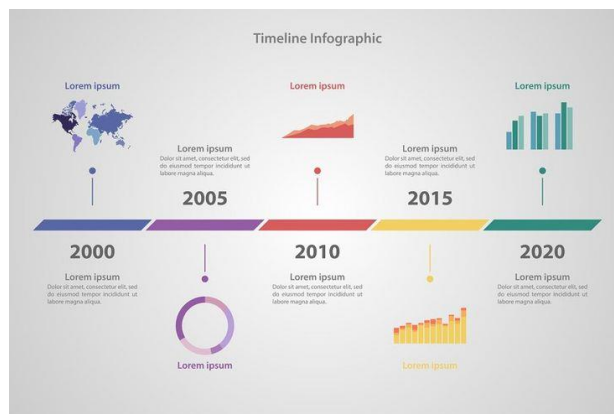 Timeline Infographic
Lorem ipsum
2000
Lorem ipsum
Dolor sit amet, consectetur elit, sed
do eiusmod tempor incididunt ut
labore magna aliqua.
Lorem ipsum
Dolor sit amet, consectetur elit, sed
do eiusmod tempor incididunt ut
labore magna aliqua.
2005
Lorem ipsum
Lorem ipsum
2010
Lorem ipsum
Dolor sit amet, consectetur elit, sed
do eiusmod tempor incididunt ut
labore magna aliqua.
Lorem ipsum
Dolor sit amet, consectetur elit, sed
do eiusmod tempor incididunt ut
labore magna aliqua.
2015
Lorem ipsum
Lorem ipsum
2020
Lorem ipsum
Dolor sit amet, consectetur elit, sed
do eiusmod tempor incididunt ut
labore magna aliqua.